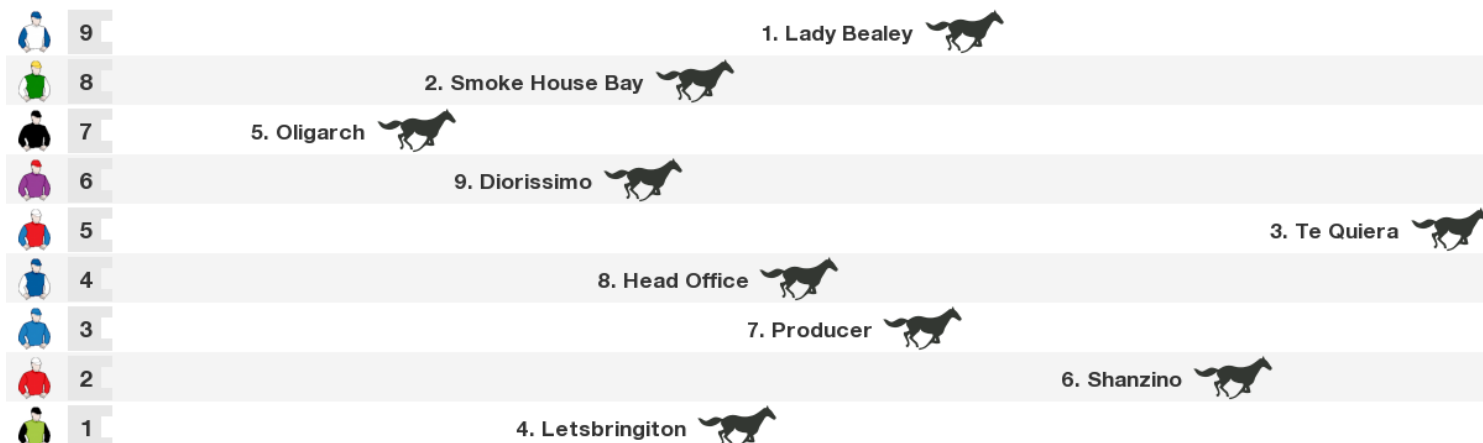 9 1. Lady Bealey
8 2. Smoke House Bay
7 5. Oligarch
6 9. Diorissimo
5 3. Te Quiera
4 8. Head Office
3 7. Producer
2 6. Shanzino
1 4. Letsbringiton